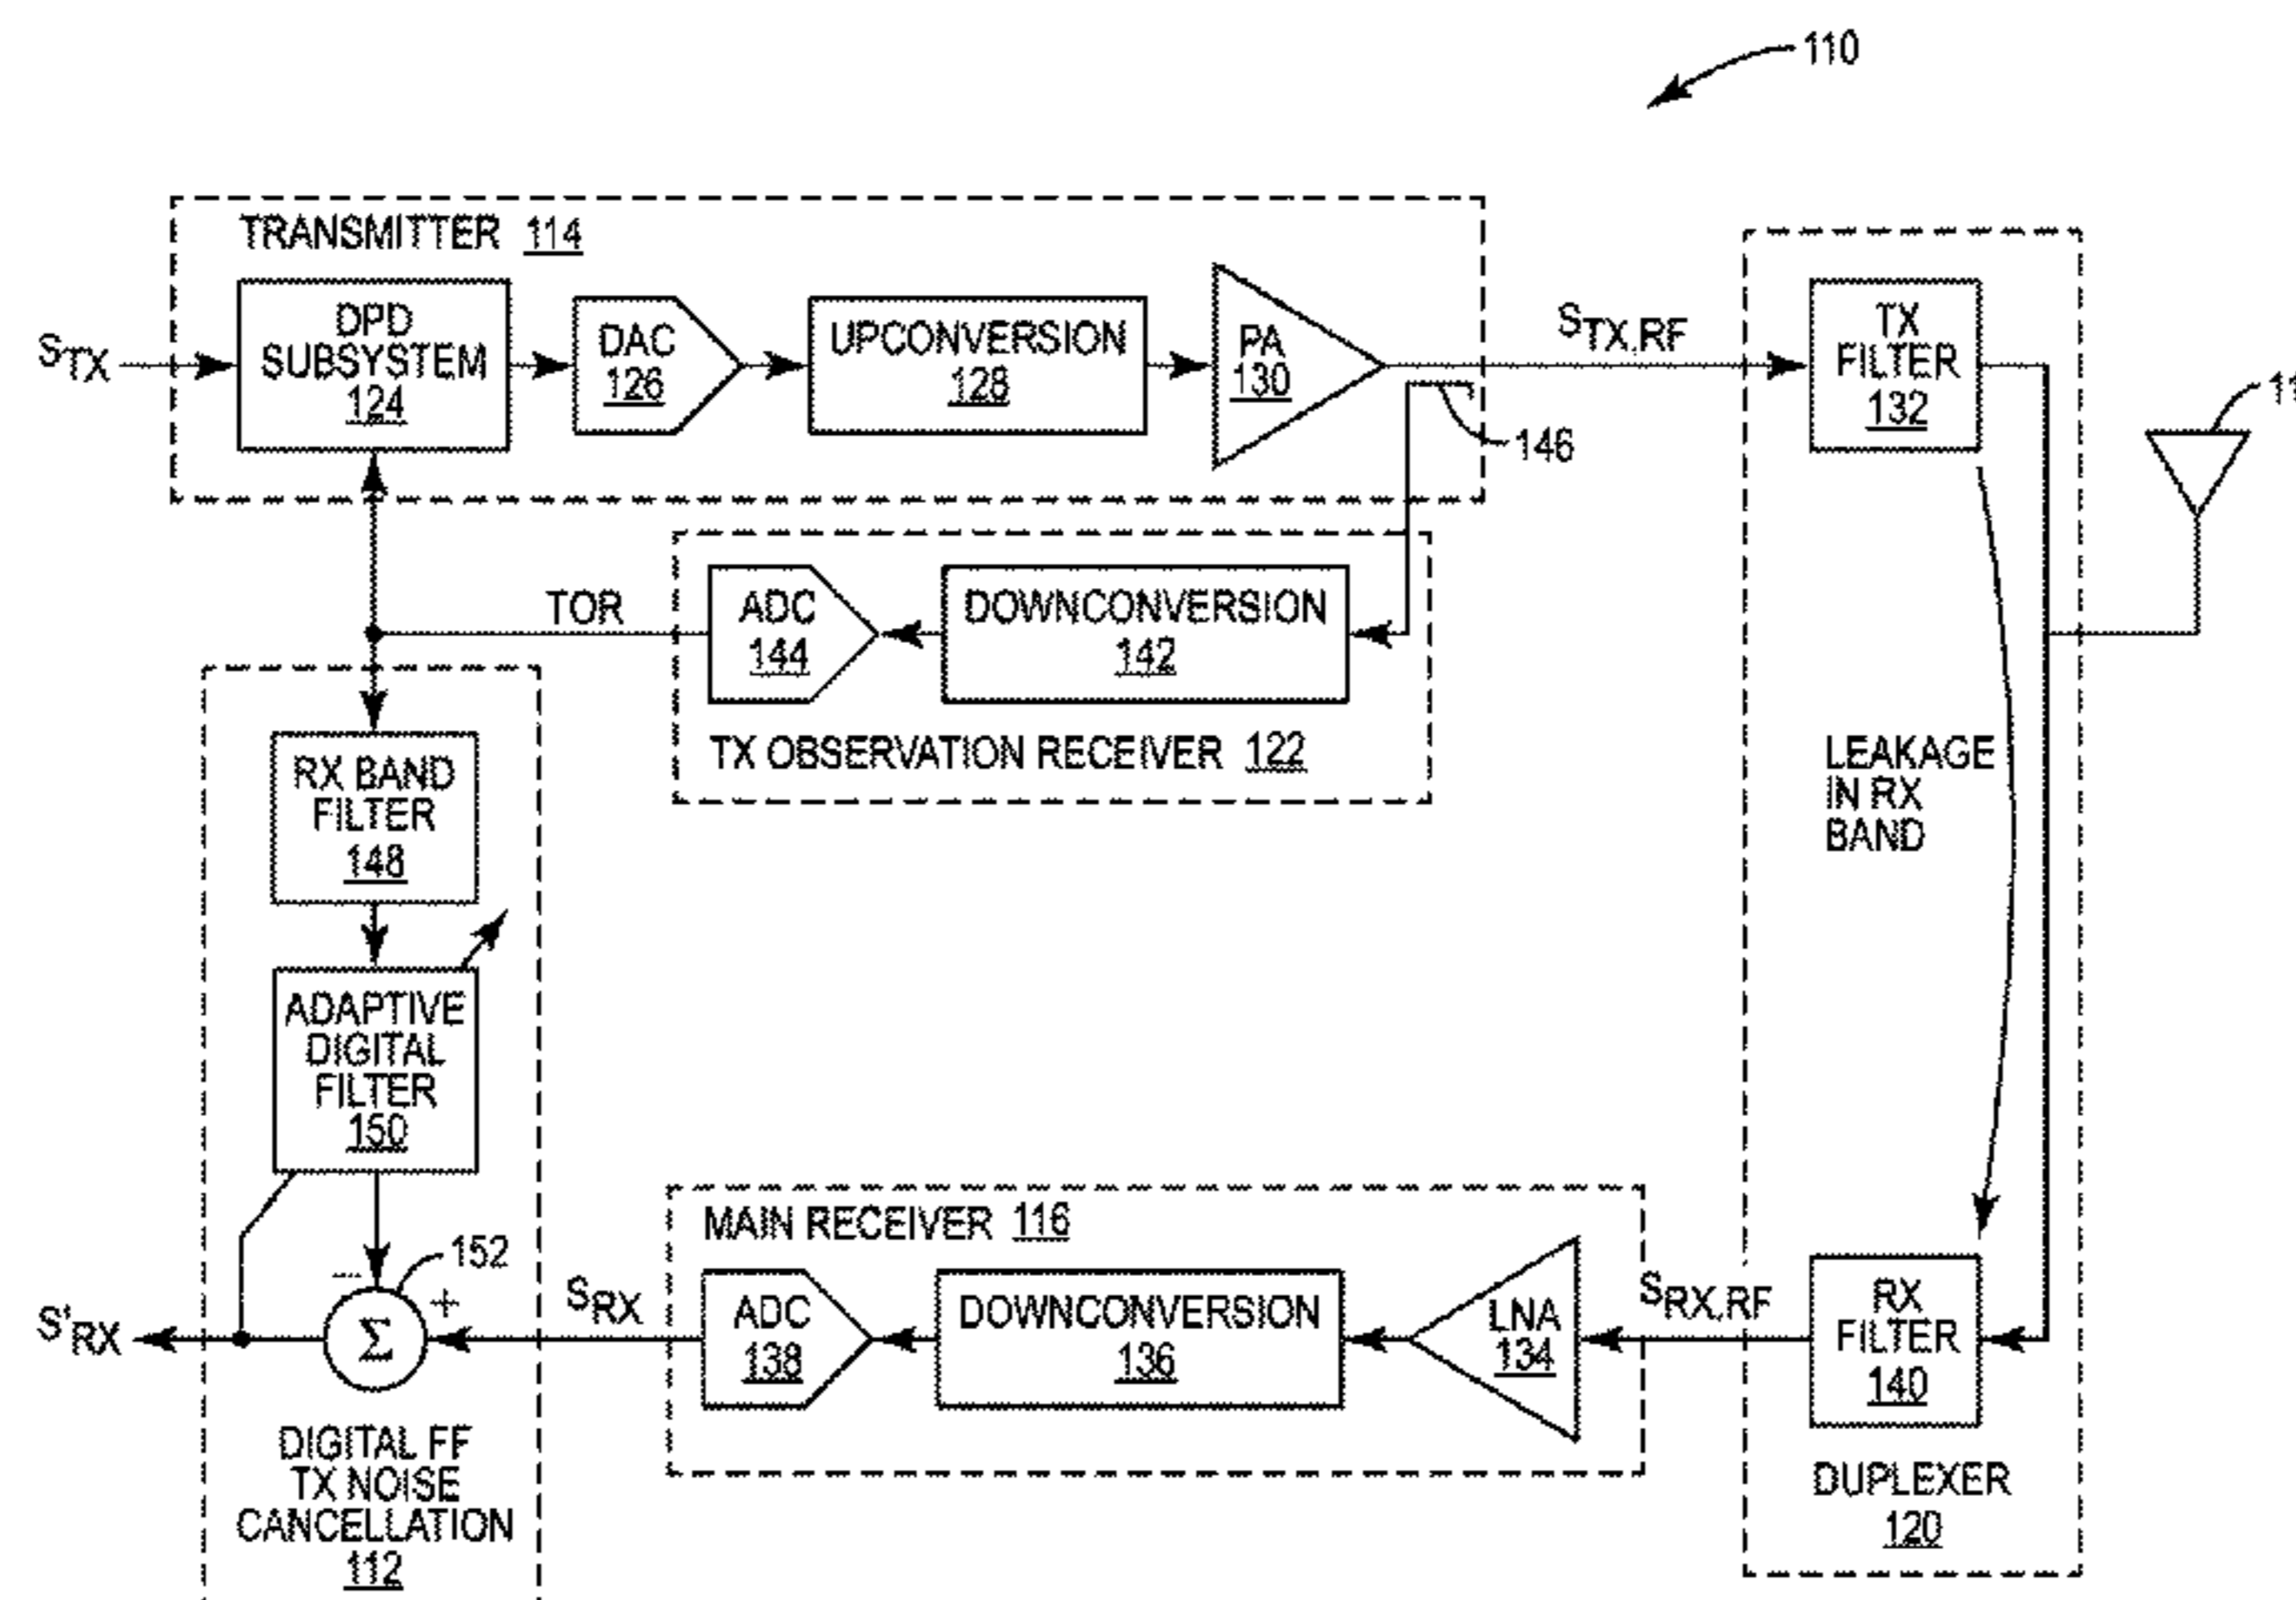 110
TRANSMITTER 114
STX
DPD
SUBSYSTEM
124
DAC
126
UPCONVERSION
128
PA
130
STX,RF
146
TX
FILTER
132
TOR
ADC
144
DOWNCONVERSION
142
TX OBSERVATION RECEIVER 122
RX BAND
FILTER
148
LEAKAGE
IN RX
BAND
ADAPTIVE
DIGITAL
FILTER
150
152
MAIN RECEIVER 116
S'RX
−
+
Σ
SRX
ADC
138
DOWNCONVERSION
136
LNA
134
SRX,RF
RX
FILTER
140
DIGITAL FF
TX NOISE
CANCELLATION
112
DUPLEXER
120